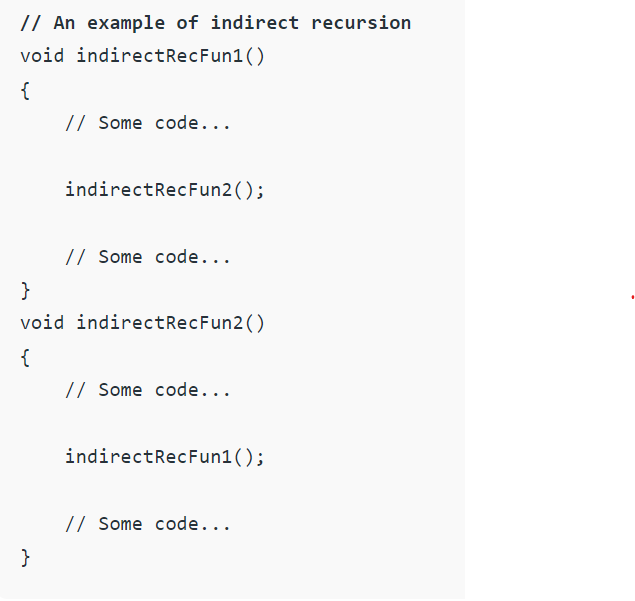 // An example of indirect recursion
void indirectRecFun1()
{
    // Some code...
    indirectRecFun2();
    // Some code...
}
void indirectRecFun2()
{
    // Some code...
    indirectRecFun1();
    // Some code...
}